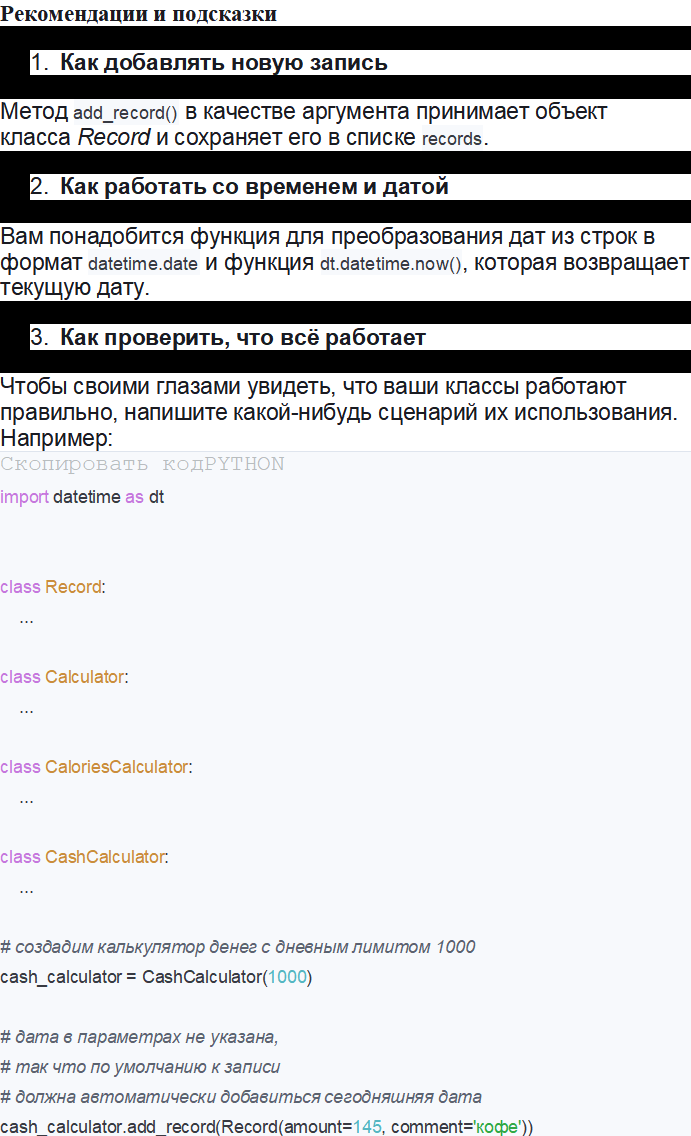 Рекомендации и подсказки
1. Как добавлять новую запись
Метод add_record() в качестве аргумента принимает объект
класса Record и сохраняет его в списке records.
2. Как работать со временем и датой
Вам понадобится функция для преобразования дат из строк в
формат datetime.date и функция dt.datetime.now(), которая возвращает
текущую дату.
3. Как проверить, что всё работает
Чтобы своими глазами увидеть, что ваши классы работают
правильно, напишите какой-нибудь сценарий их использования.
Например:
Скопировать кодPYTHON
import datetime as dt
class Record:
...
class Calculator:
...
class CaloriesCalculator:
...
class CashCalculator:
...
# создадим калькулятор денег с дневным лимитом 1000
cash_calculator = CashCalculator(1000)
# дата в параметрах не указана,
# так что по умолчанию к записи
# должна автоматически добавиться сегодняшняя дата
cash_calculator.add_record(Record(amount=145, comment='кофе'))